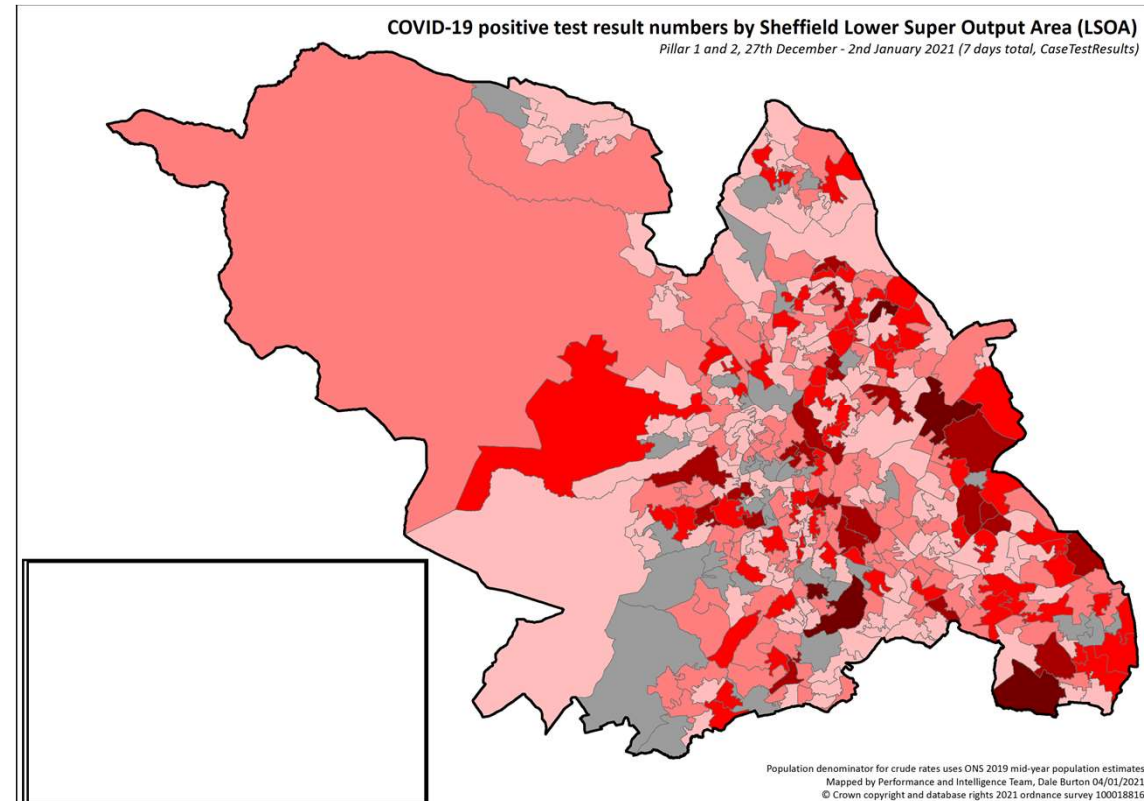 COVID-19 positive test result numbers by Sheffield Lower Super Output Area (LSOA)
Pillar 1 and 2, 27th December - 2nd January 2021 (7 days total, CaseTestResults)
Population denominator for crude rates uses ONS 2019 mid-year population estimates
Mapped by Performance and Intelligence Team, Dale Burton 04/01/2021
© Crown copyright and database rights 2021 ordnance survey 100018816